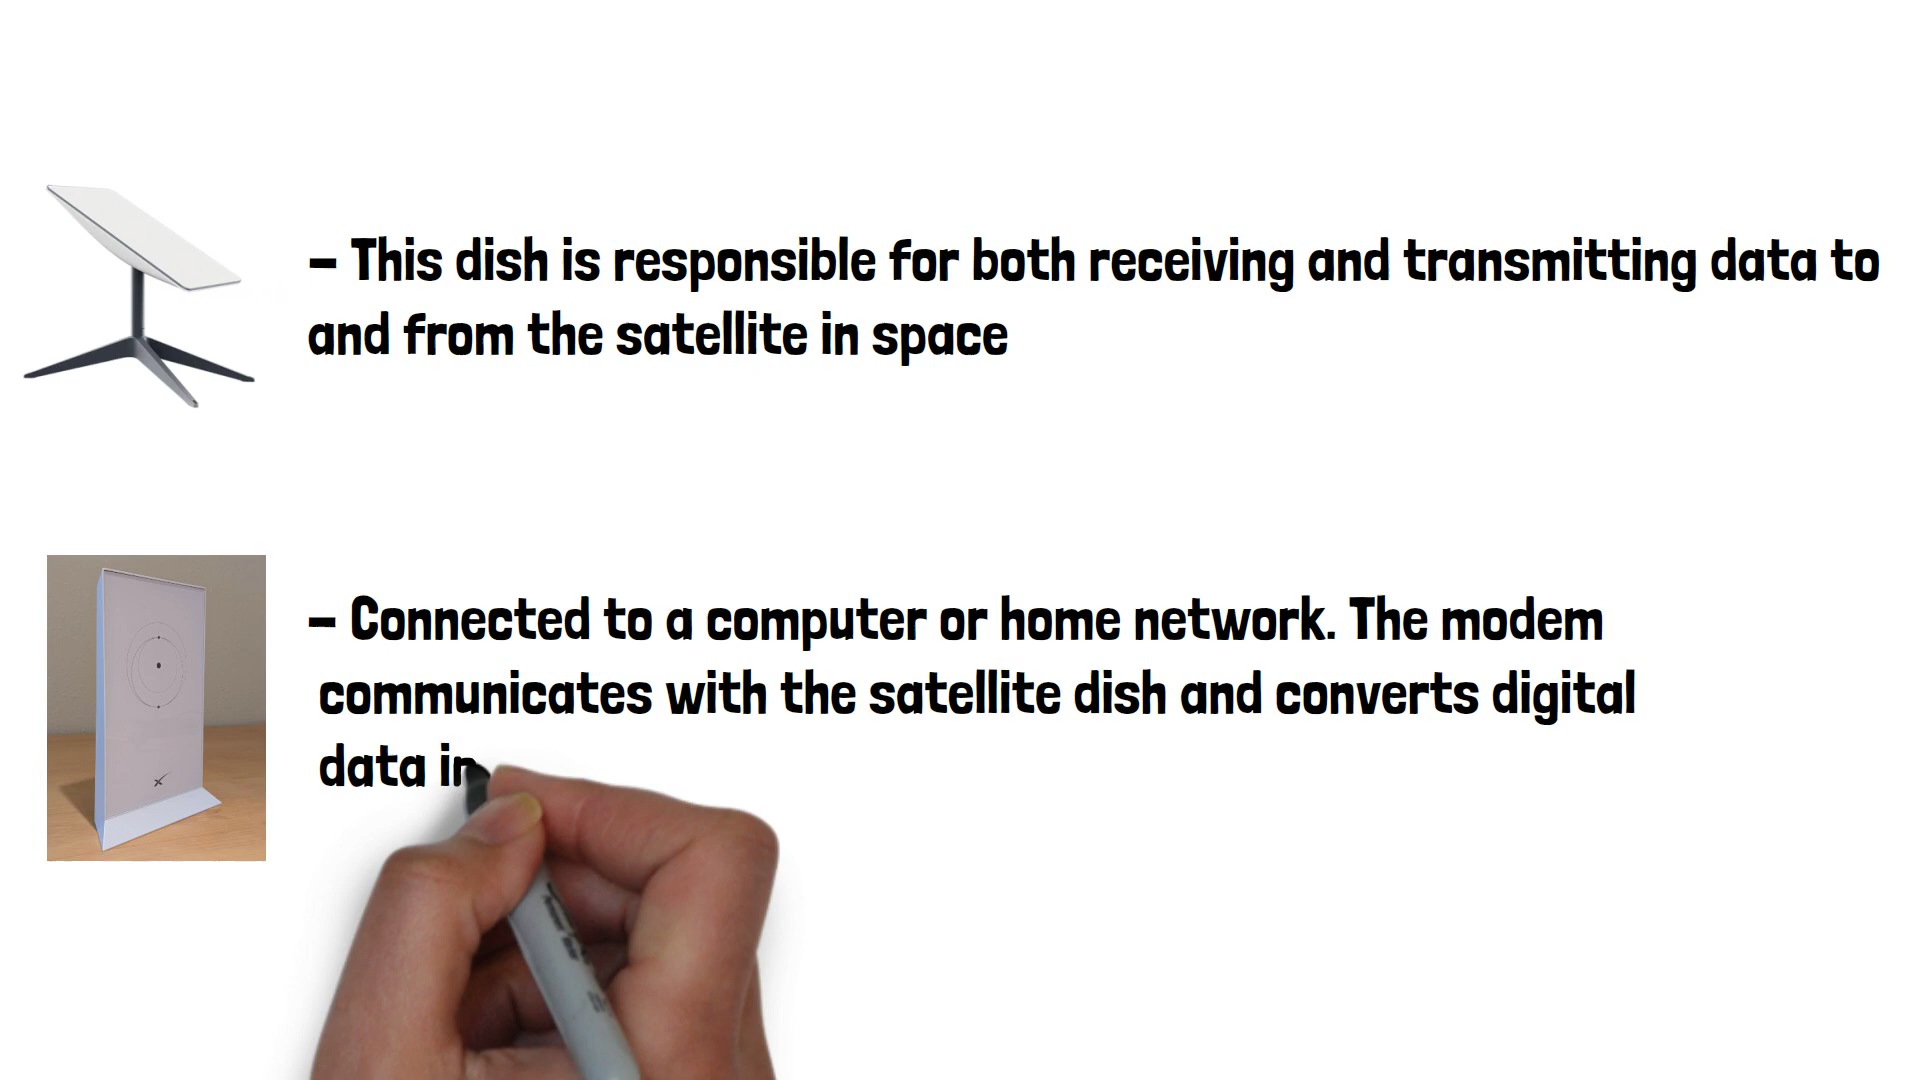 – This dish is responsible for both receiving and transmitting data to
and from the satellite in space
– Connected to a computer or home network. The modem
communicates with the satellite dish and converts digital
data in